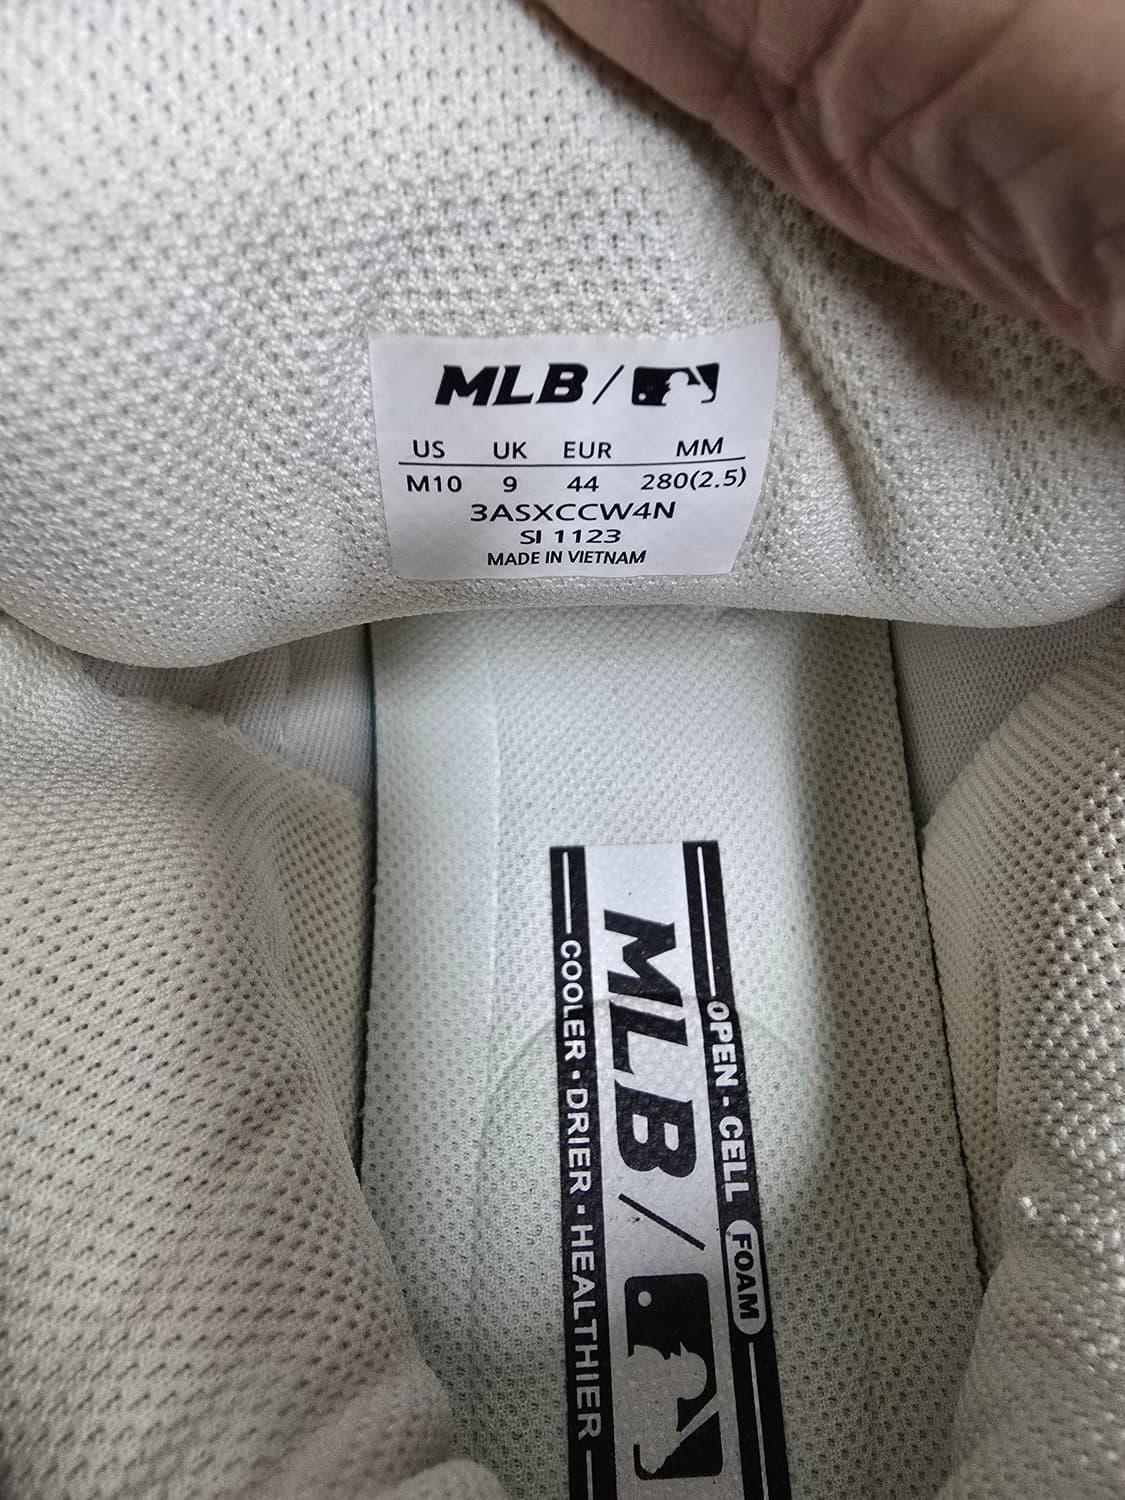 MLB /
US UK EUR MM
M10 9 44 280(2.5)
3ASXCCW4N
SI 1123
MADE IN VIETNAM
OPEN-CELL FOAM
MLB /
COOLER · DRIER · HEALTHIER